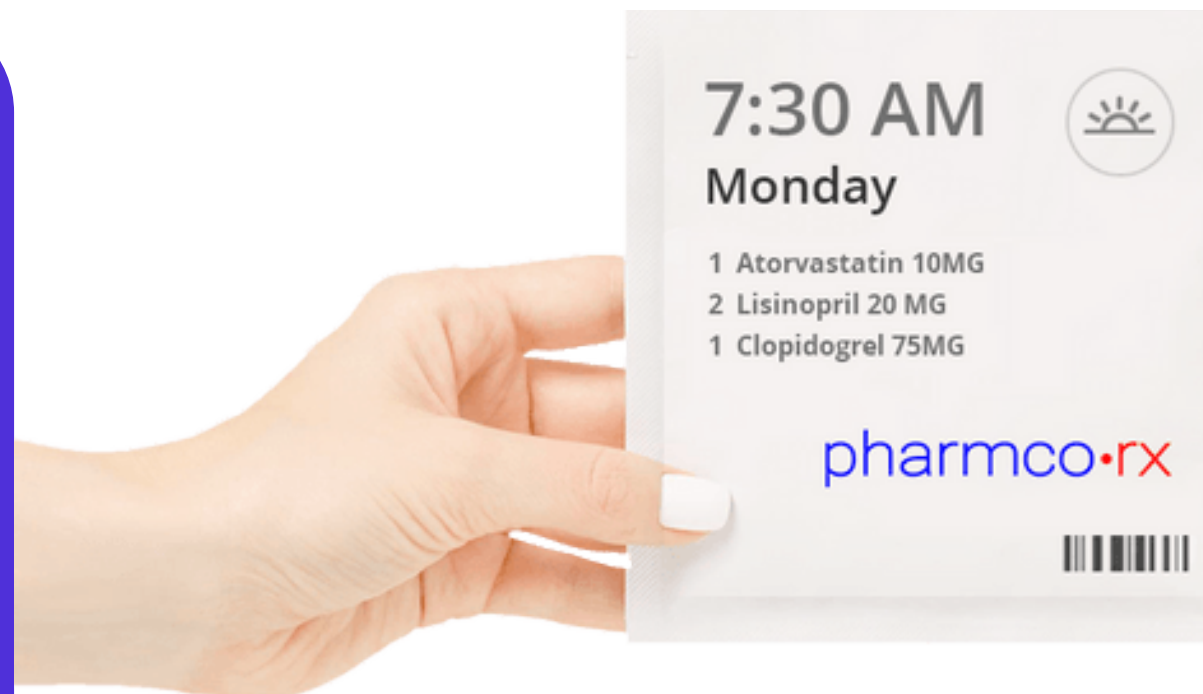 7:30 AM
Monday
1 Atorvastatin 10MG
2 Lisinopril 20 MG
1 Clopidogrel 75MG
pharmco•rx